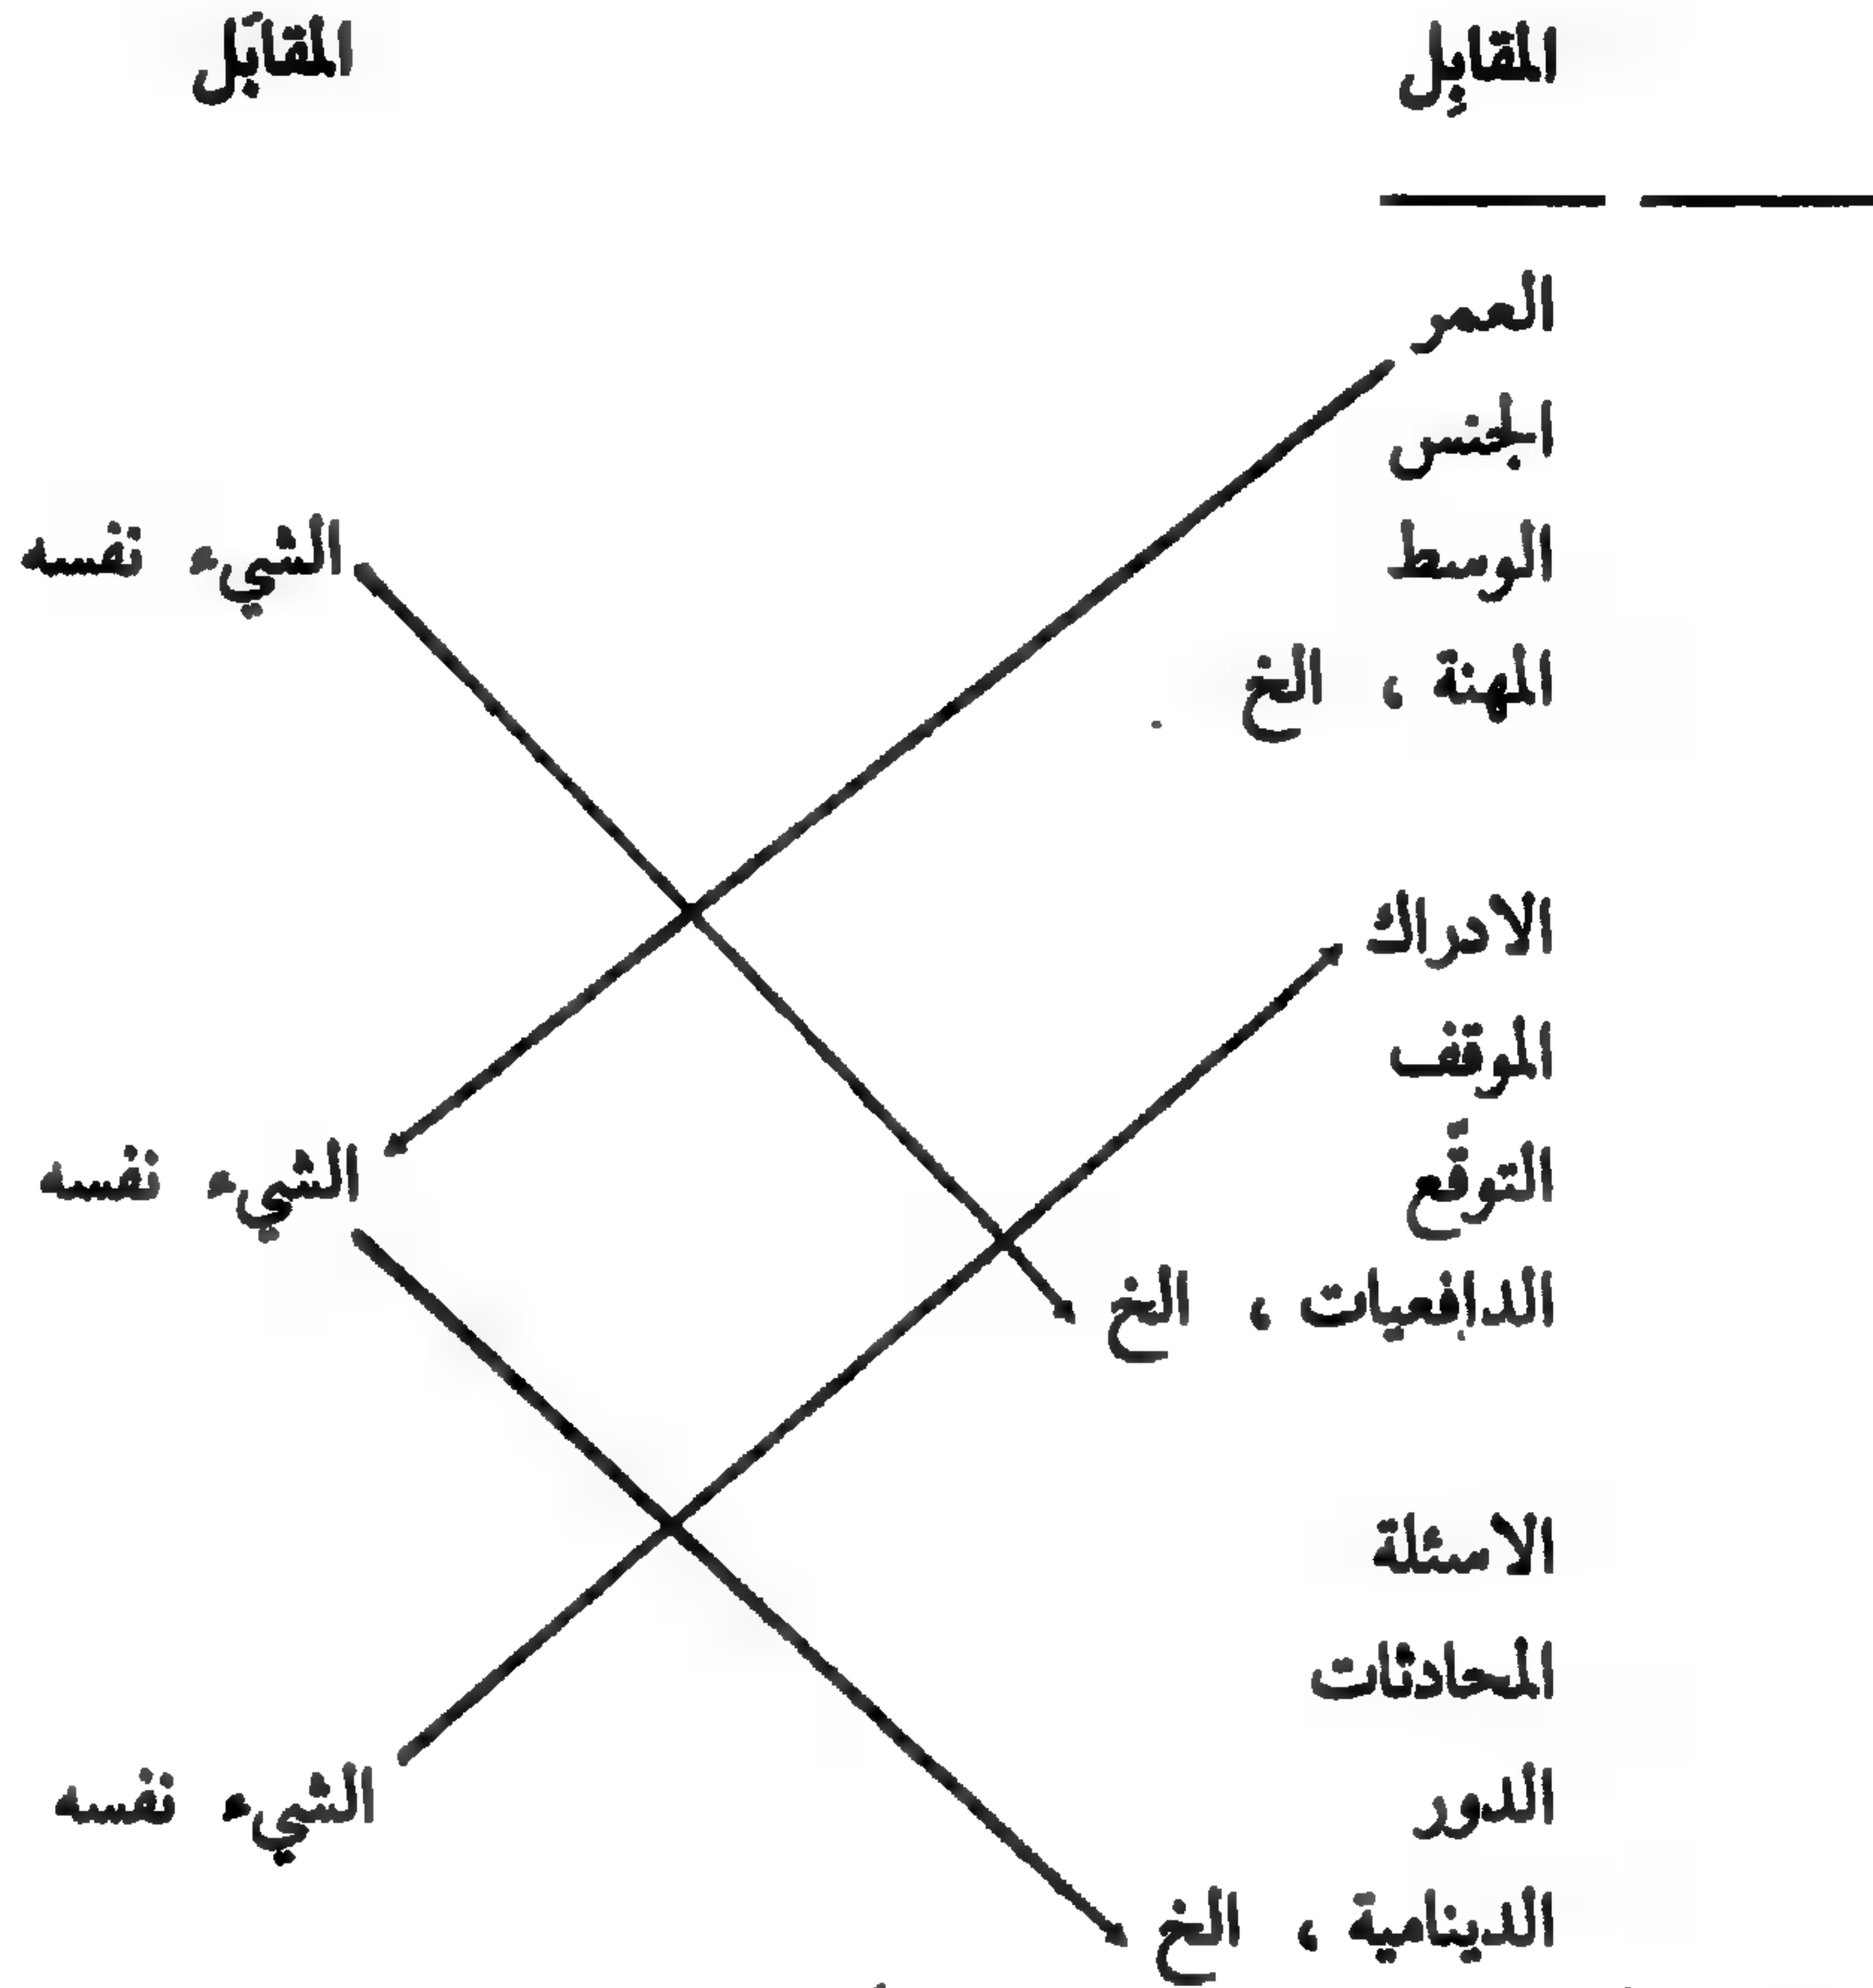 المقابِل المقابَل
العمر
الجنس
الوسط
الشيء نفسه
المهنة ، الخ
الادراك
الموقف
التوقّع
الشيء نفسه
الدافعيات ، الخ
الاسئلة
المحادثات
الدور
الشيء نفسه
الدينامية ، الخ